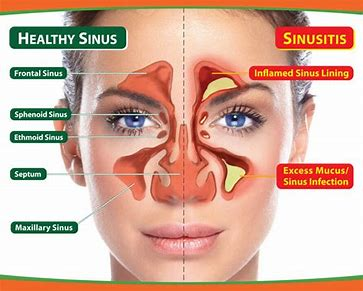 HEALTHY SINUS
Frontal Sinus
Sphenoid Sinus
Ethmoid Sinus
Septum
Maxillary Sinus
SINUSITIS
Inflamed Sinus Lining
Excess Mucus/
Sinus Infection